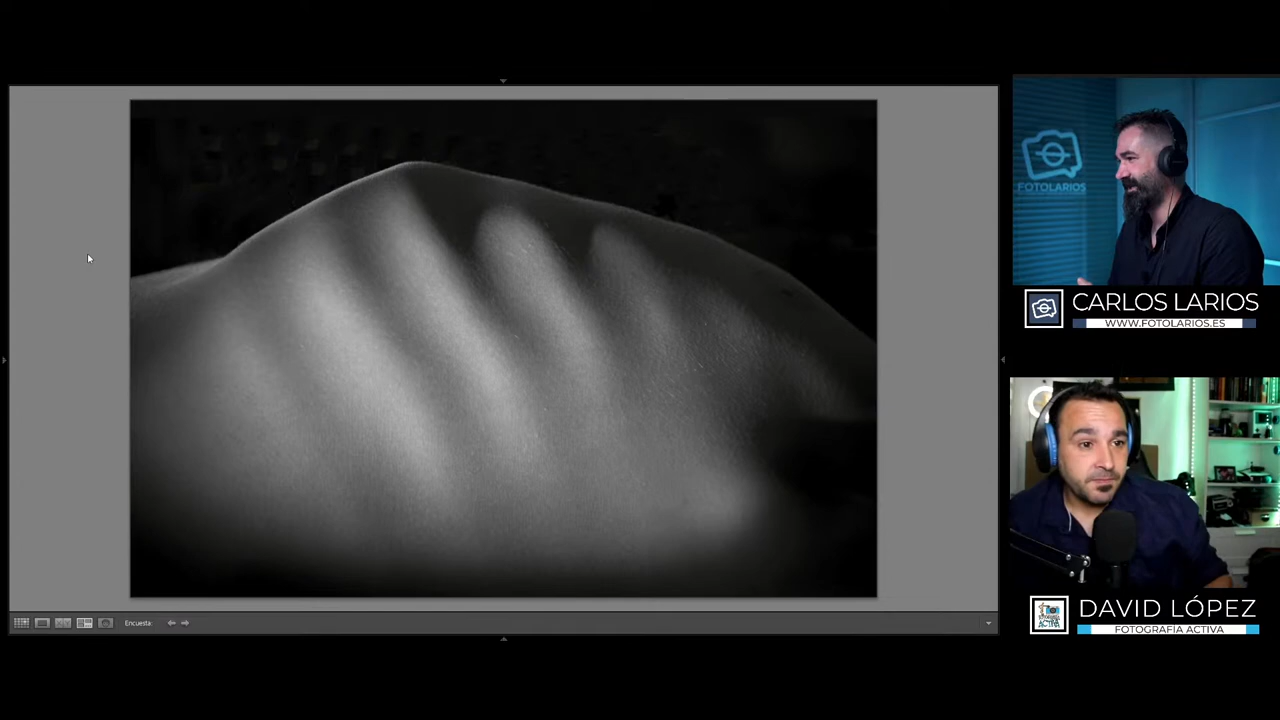 FOTOLARIOS
CARLOS LARIOS
WWW.FOTOLARIOS.ES
Encuesta:
DAVID LÓPEZ
FOTOGRAFÍA ACTIVA